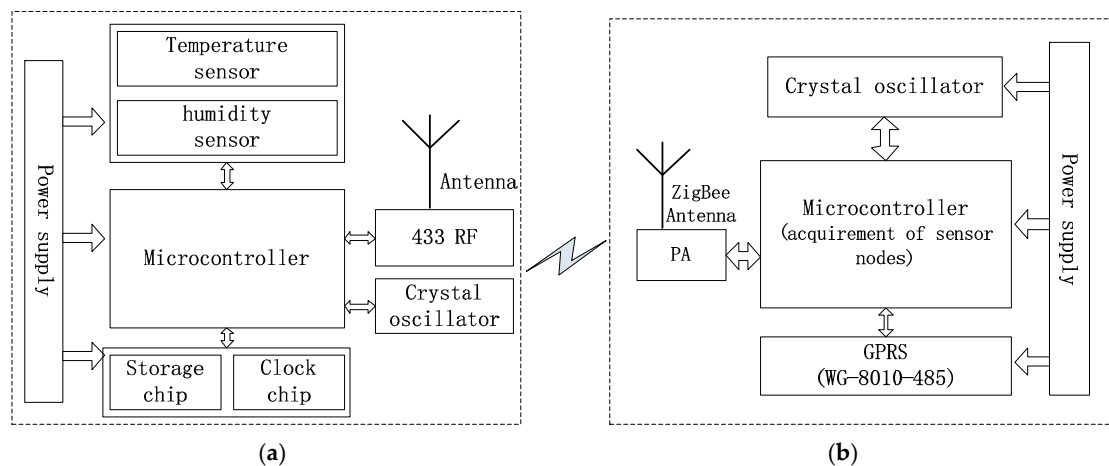 Power supply
Temperature
sensor
humidity
sensor
Microcontroller
Antenna
433 RF
Crystal
oscillator
Storage
chip
Clock
chip
(a)
Crystal oscillator
ZigBee
Antenna
PA
Microcontroller
(acquirement of sensor
nodes)
GPRS
(WG-8010-485)
Power supply
(b)